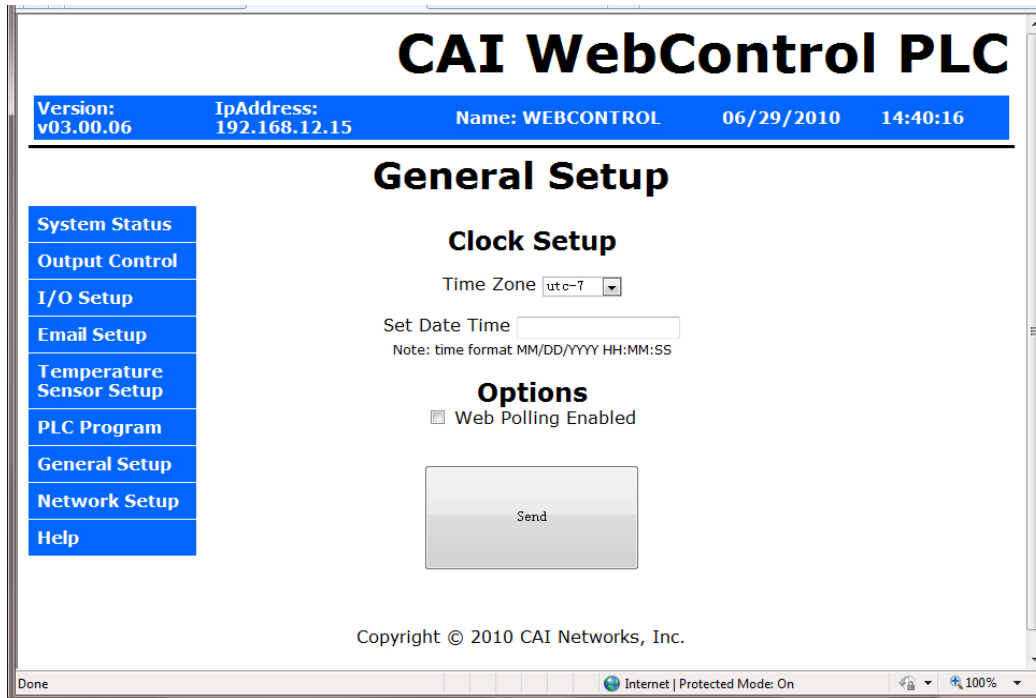 CAI WebControl PLC
Version: v03.00.06
IpAddress: 192.168.12.15
Name: WEBCONTROL
06/29/2010
14:40:16
General Setup
System Status
Output Control
I/O Setup
Email Setup
Temperature
Sensor Setup
PLC Program
General Setup
Network Setup
Help
Clock Setup
Time Zone utc-7
Set Date Time
Note: time format MM/DD/YYYY HH:MM:SS
Options
Web Polling Enabled
Send
Copyright © 2010 CAI Networks, Inc.
Done
Internet | Protected Mode: On
100%